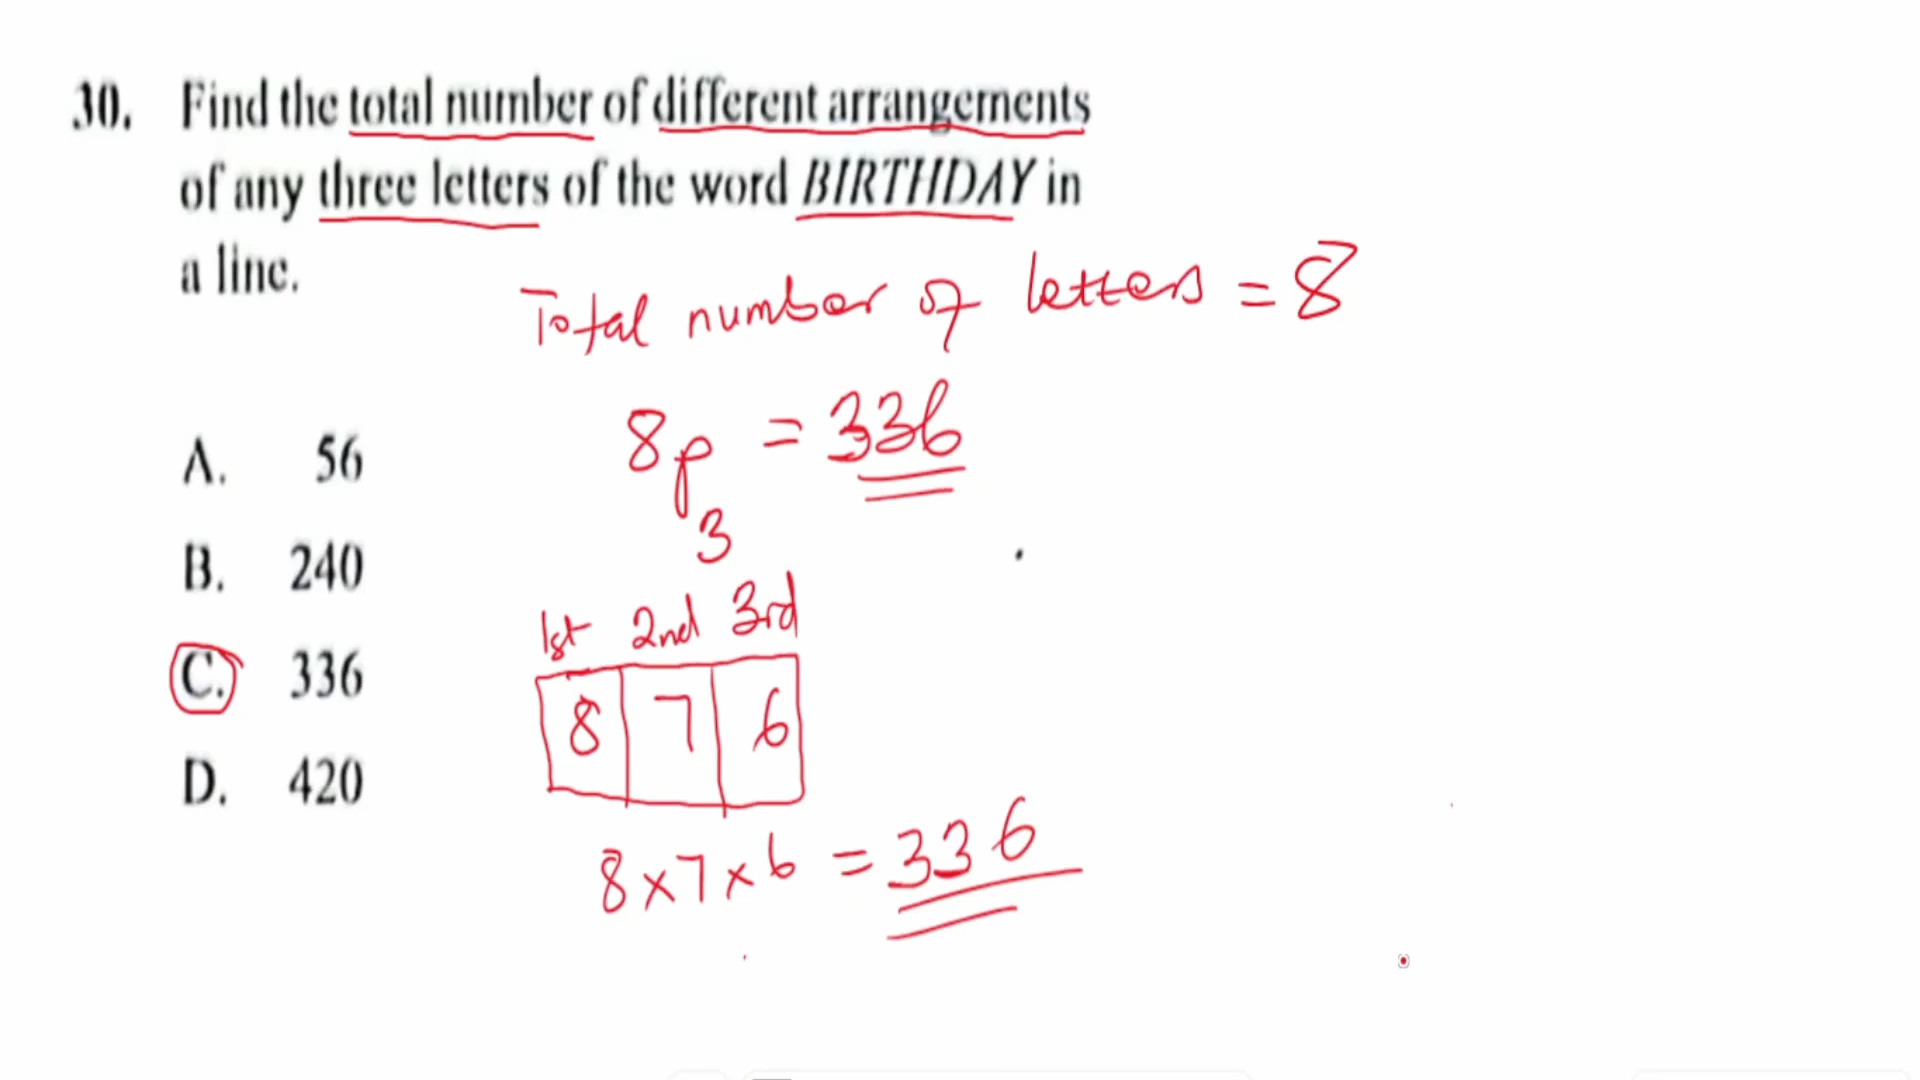 30. Find the total number of different arrangements
of any three letters of the word BIRTHDAY in
a line.
Total number of letters = 8
8P3 = 336
A. 56
B. 240
C. 336
D. 420
1st 2nd 3rd
8 7 6
8 x 7 x 6 = 336